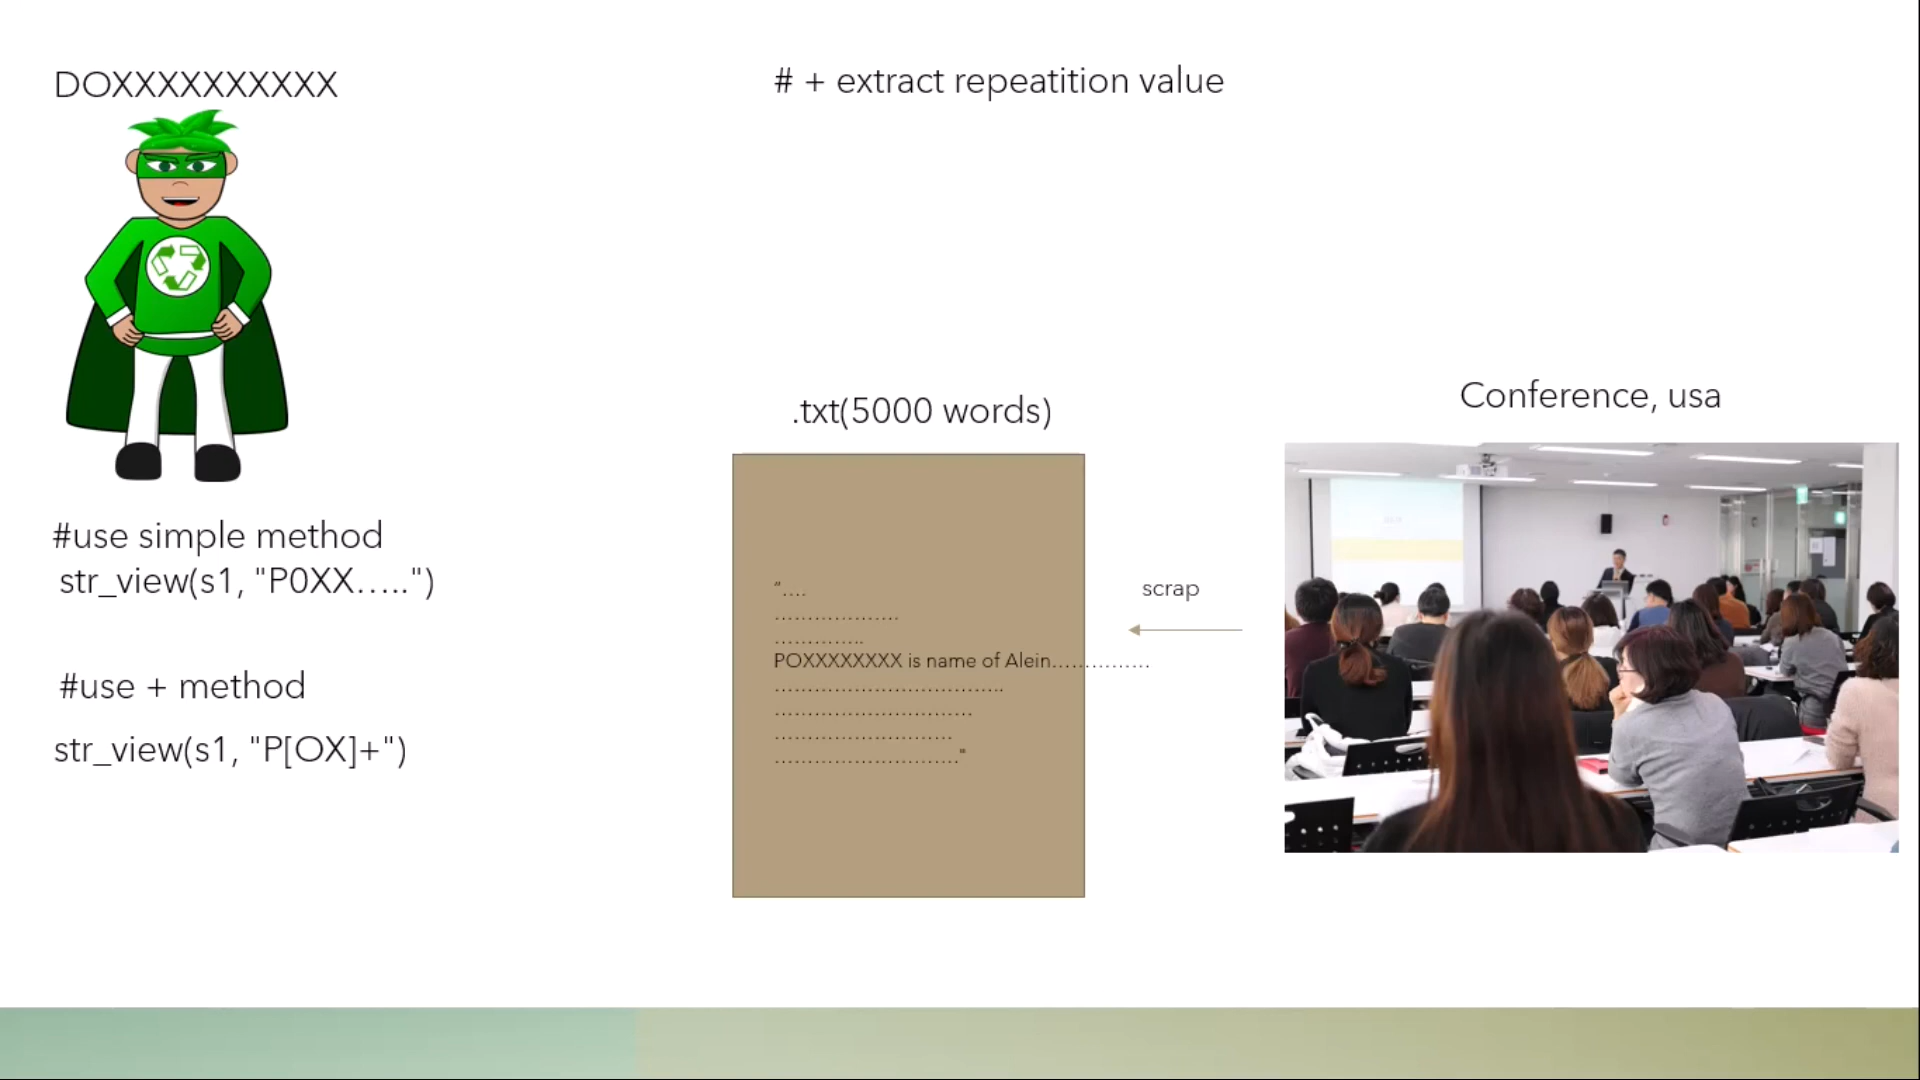 DOXXXXXXXXXX
# + extract repeatition value
#use simple method
str_view(s1, "P0XX…..")
#use + method
str_view(s1, "P[OX]+")
.txt(5000 words)
"….
……………….
…………..
POXXXXXXXX is name of Alein……………
……………………………..
…………………………
………………………
………………………."
scrap
Conference, usa